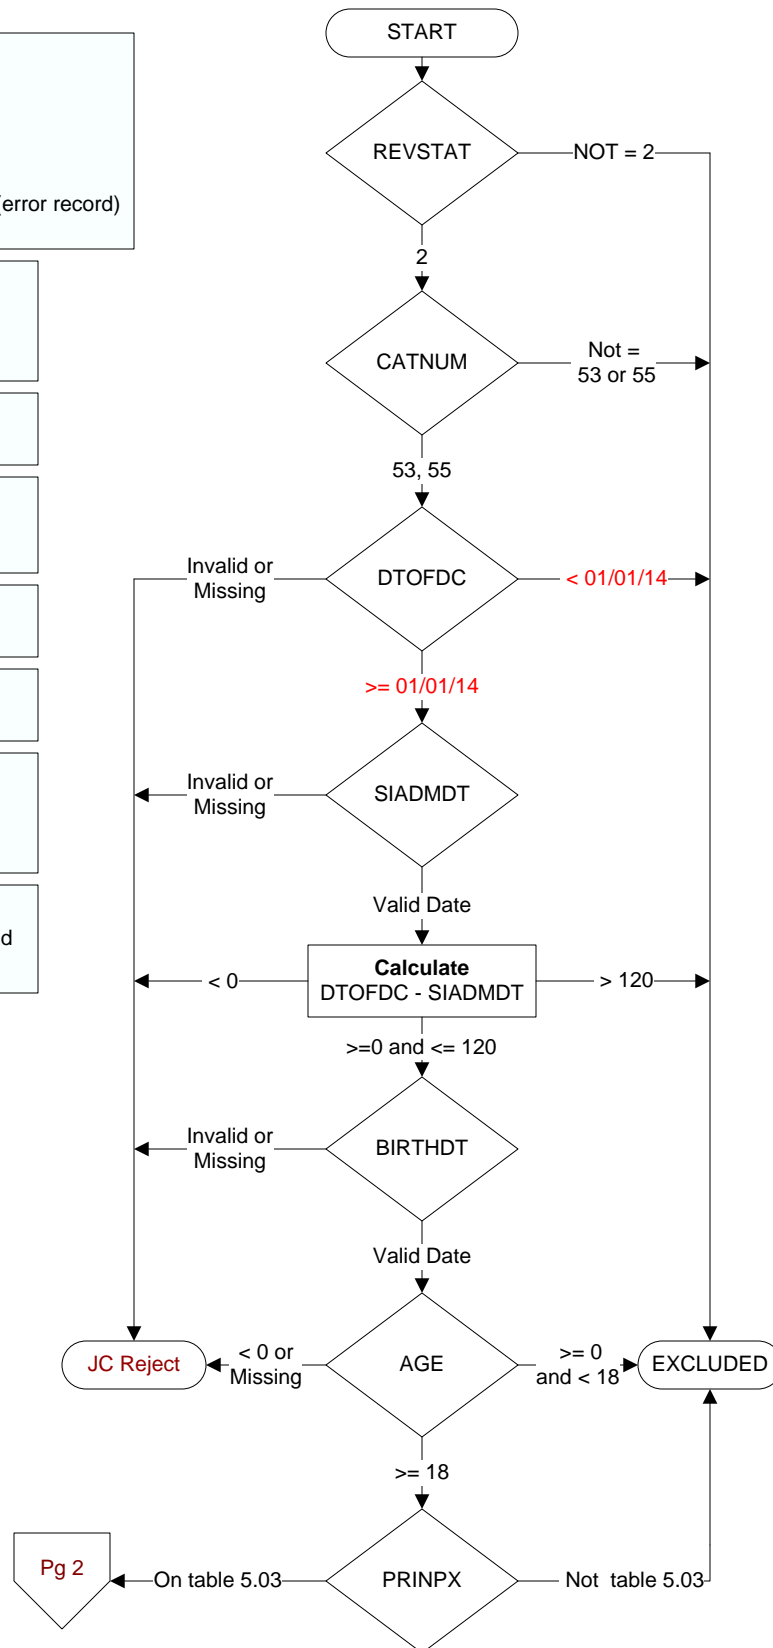 START
(error record)
REVSTAT
NOT = 2
2
CATNUM
Not =
53 or 55
53, 55
Invalid or
Missing
DTOFDC
< 01/01/14
>= 01/01/14
Invalid or
Missing
SIADMDT
Valid Date
d
< 0
Calculate
DTOFDC - SIADMDT
> 120
>=0 and <= 120
Invalid or
Missing
BIRTHDT
Valid Date
JC Reject
< 0 or
Missing
AGE
>= 0
and < 18
EXCLUDED
>= 18
Pg 2
On table 5.03
PRINPX
Not table 5.03